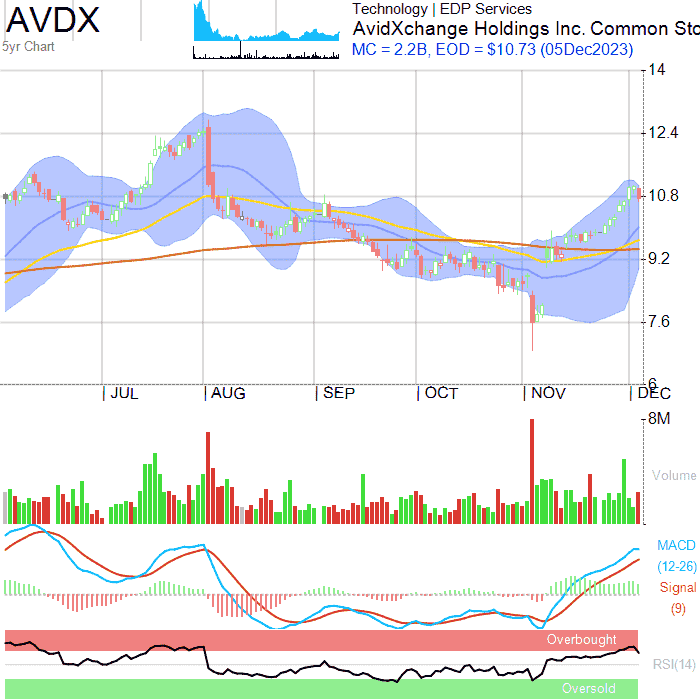 AVDX
5yr Chart
Technology | EDP Services
AvidXchange Holdings Inc. Common Sto
MC = 2.2B, EOD = $10.73 (05Dec2023)
14
12.4
10.8
9.2
7.6
6
JUL AUG SEP OCT NOV DEC
8M
Volume
MACD
(12-26)
Signal
(9)
Overbought
RSI(14)
Oversold